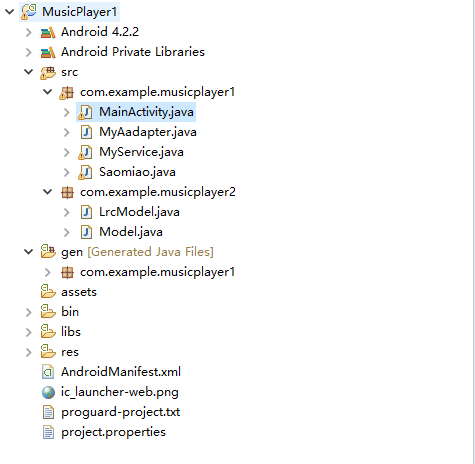 MusicPlayer1
Android 4.2.2
Android Private Libraries
src
com.example.musicplayer1
MainActivity.java
MyAadapter.java
MyService.java
Saomiao.java
com.example.musicplayer2
LrcModel.java
Model.java
gen [Generated Java Files]
com.example.musicplayer1
assets
bin
libs
res
AndroidManifest.xml
ic_launcher-web.png
proguard-project.txt
project.properties